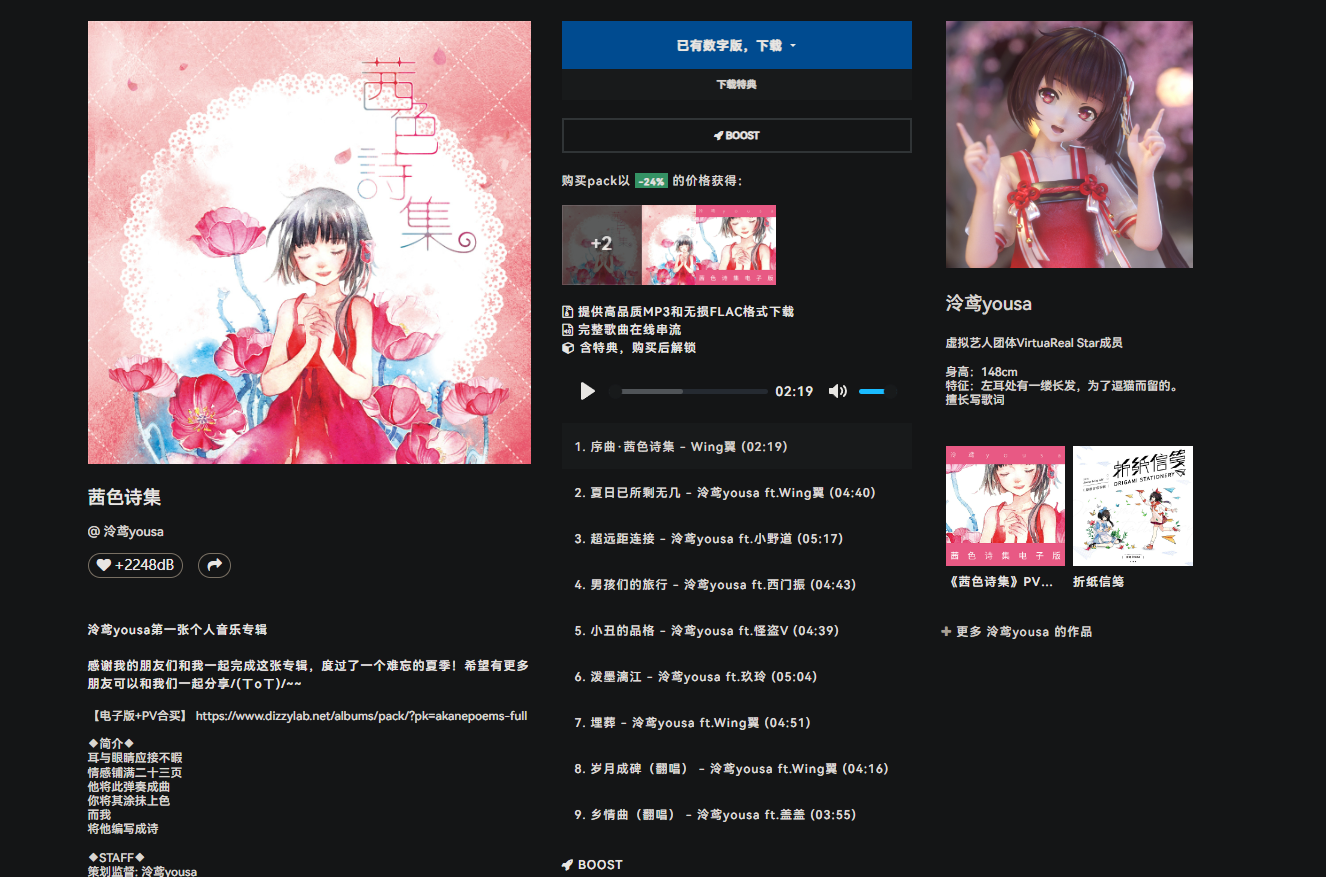 茜色詩集
茜色诗集
@ 泠鸢yousa
+2248dB
泠鸢yousa第一张个人音乐专辑
感谢我的朋友们和我一起完成这张专辑，度过了一个难忘的夏季！希望有更多
朋友可以和我们一起分享/(ToT)/~~
【电子版+PV合买】 https://www.dizzylab.net/albums/pack/?pk=akanepoems-full
◆简介◆
耳与眼睛应接不暇
情感铺满二十三页
他将此弹奏成曲
你将其涂抹上色
而我
将他编写成诗
◆STAFF◆
策划监督: 泠鸢yousa
已有数字版，下载
下载特典
BOOST
购买pack以 -24% 的价格获得：
+2
泠鸢yousa
茜色诗集电子版
提供高品质MP3和无损FLAC格式下载
完整歌曲在线串流
含特典，购买后解锁
02:19
1. 序曲·茜色诗集 - Wing翼 (02:19)
2. 夏日已所剩无几 - 泠鸢yousa ft.Wing翼 (04:40)
3. 超远距连接 - 泠鸢yousa ft.小野道 (05:17)
4. 男孩们的旅行 - 泠鸢yousa ft.西门振 (04:43)
5. 小丑的品格 - 泠鸢yousa ft.怪盗V (04:39)
6. 泼墨漓江 - 泠鸢yousa ft.玖玲 (05:04)
7. 埋葬 - 泠鸢yousa ft.Wing翼 (04:51)
8. 岁月成碑（翻唱） - 泠鸢yousa ft.Wing翼 (04:16)
9. 乡情曲（翻唱） - 泠鸢yousa ft.盖盖 (03:55)
BOOST
泠鸢yousa
虚拟艺人团体VirtuaReal Star成员
身高：148cm
特征：左耳处有一缕长发，为了逗猫而留的。
擅长写歌词
泠鸢yousa
茜色诗集电子版
折纸信笺
ORIGAMI STATIONERY
《茜色诗集》PV...
折纸信笺
更多 泠鸢yousa 的作品